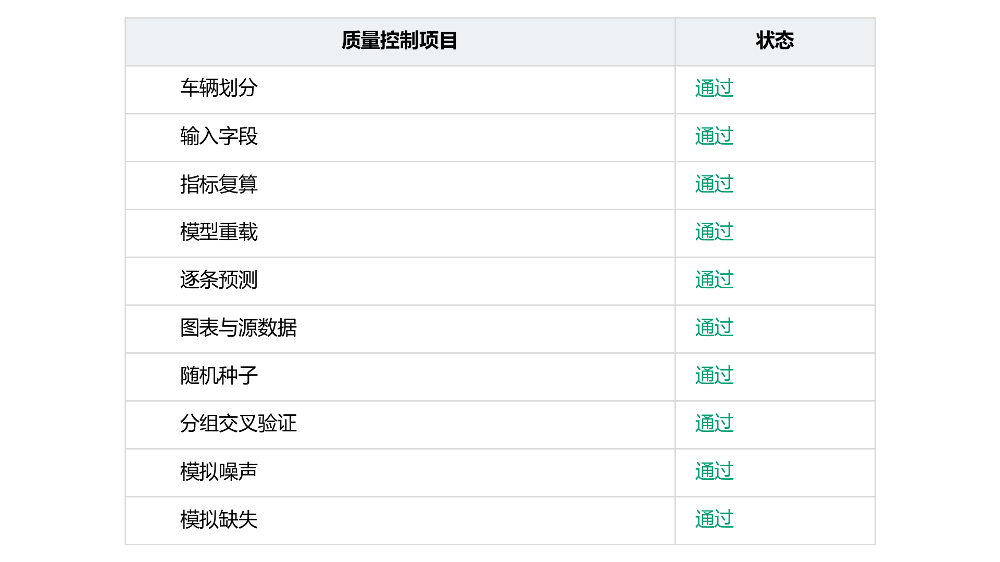 质量控制项目 状态
车辆划分 通过
输入字段 通过
指标复算 通过
模型重载 通过
逐条预测 通过
图表与源数据 通过
随机种子 通过
分组交叉验证 通过
模拟噪声 通过
模拟缺失 通过